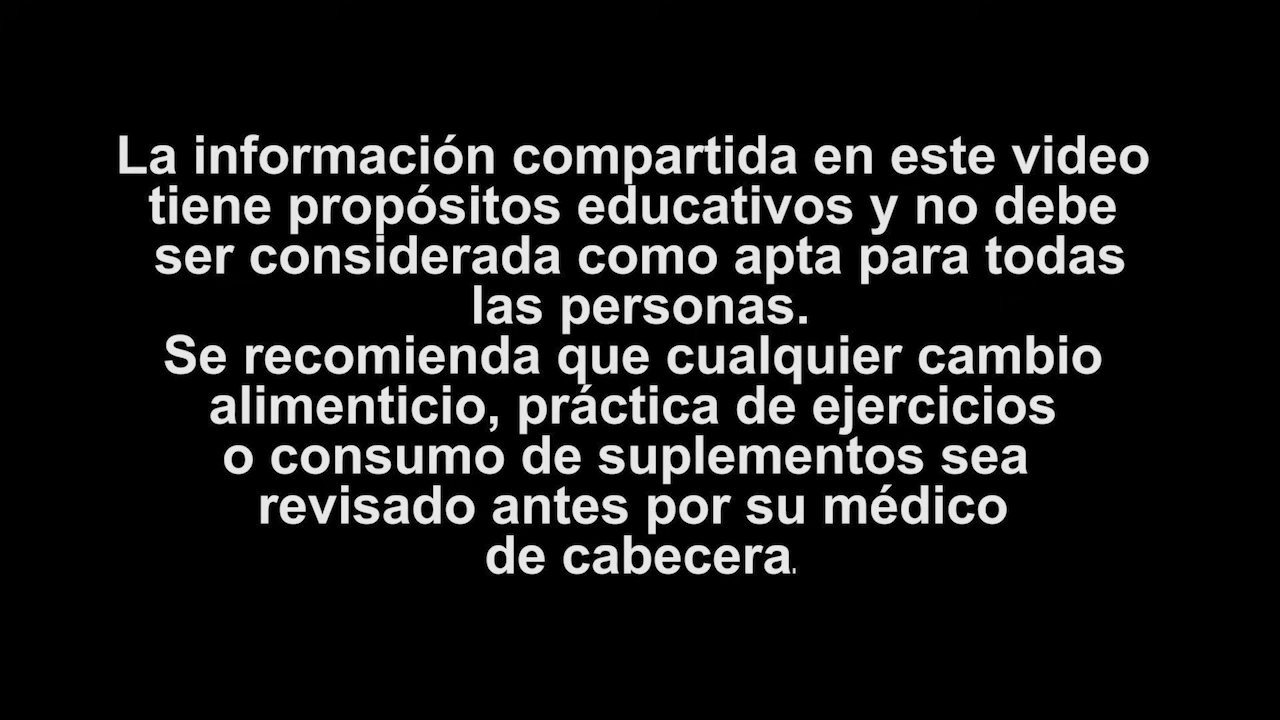 La información compartida en este video
tiene propósitos educativos y no debe
ser considerada como apta para todas
las personas.
Se recomienda que cualquier cambio
alimenticio, práctica de ejercicios
o consumo de suplementos sea
revisado antes por su médico
de cabecera.